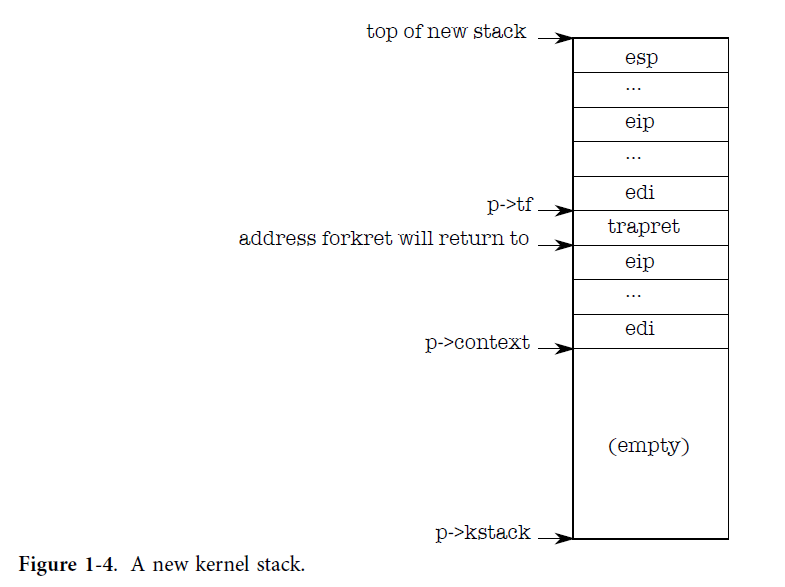 top of new stack
esp
...
eip
...
edi
p->tf
trapret
address forkret will return to
eip
...
edi
p->context
(empty)
p->kstack
Figure 1-4. A new kernel stack.